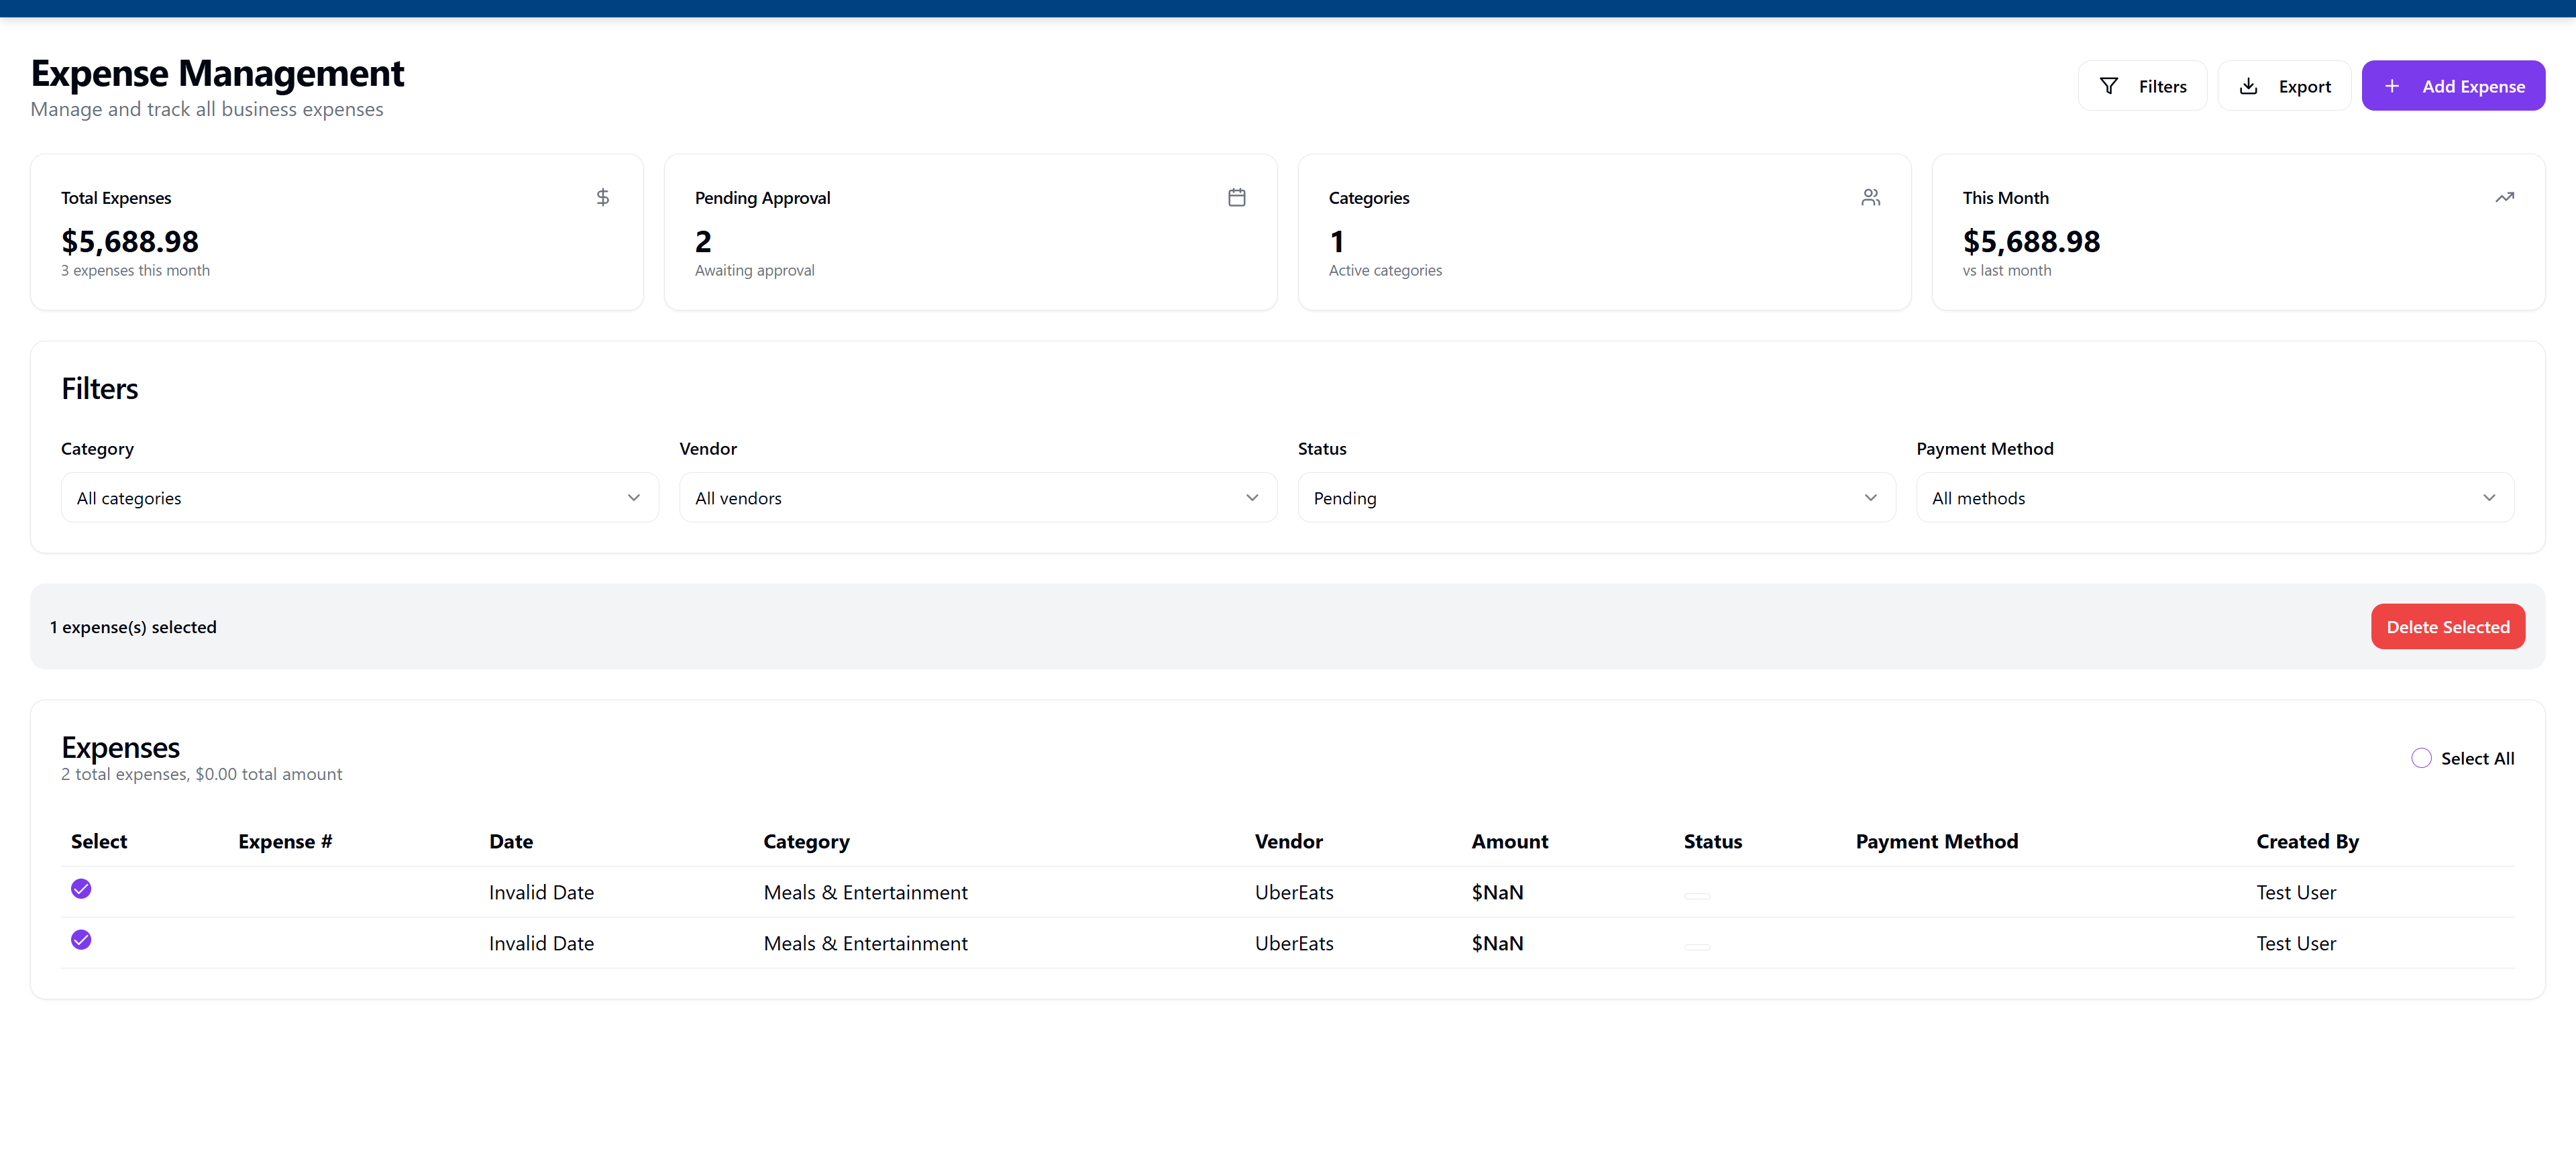 Expense Management
Manage and track all business expenses
Filters
Export
Add Expense
Total Expenses
$5,688.98
3 expenses this month
Pending Approval
2
Awaiting approval
Categories
1
Active categories
This Month
$5,688.98
vs last month
Filters
Category
All categories
Vendor
All vendors
Status
Pending
Payment Method
All methods
1 expense(s) selected
Delete Selected
Expenses
2 total expenses, $0.00 total amount
Select All
Select Expense # Date Category Vendor Amount Status Payment Method Created By
Invalid Date Meals & Entertainment UberEats $NaN Test User
Invalid Date Meals & Entertainment UberEats $NaN Test User